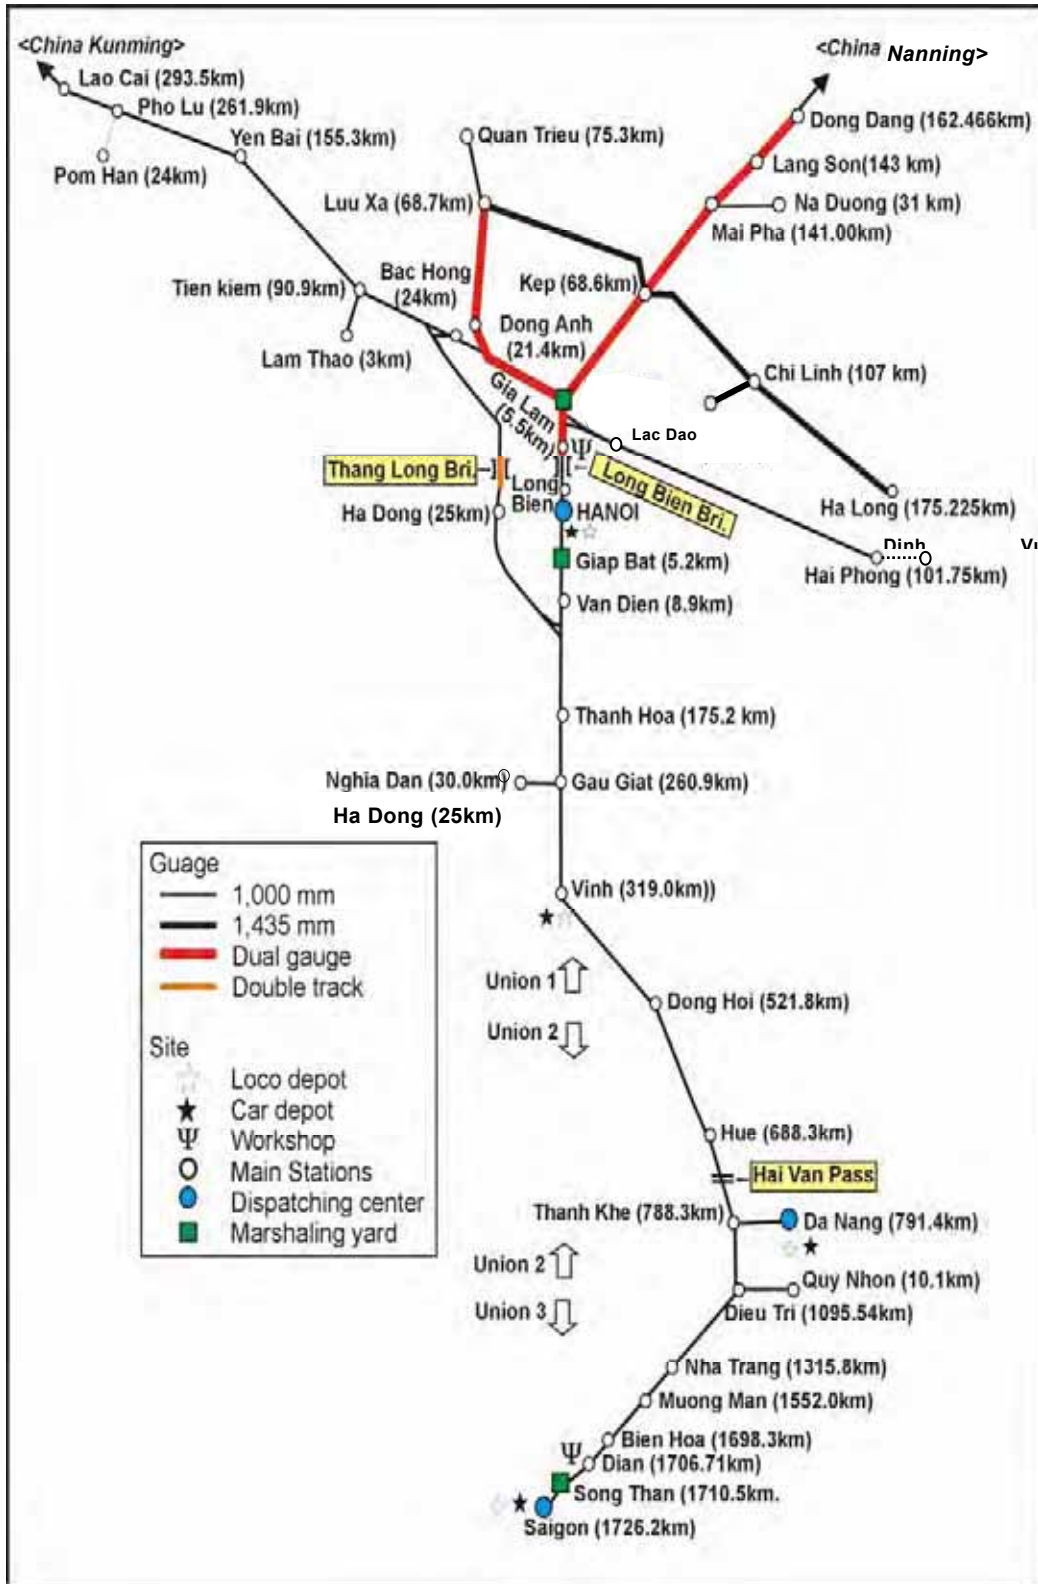 <China Kunming>
<China Nanning>
Lao Cai (293.5km)
Pho Lu (261.9km)
Dong Dang (162.466km)
Yen Bai (155.3km)
Quan Trieu (75.3km)
Lang Son(143 km)
Pom Han (24km)
Luu Xa (68.7km)
Na Duong (31 km)
Mai Pha (141.00km)
Bac Hong
(24km)
Kep (68.6km)
Tien kiem (90.9km)
Dong Anh
(21.4km)
Lam Thao (3km)
Chi Linh (107 km)
Gia Lam
(5.5km)
Lac Dao
Ψ
Thang Long Bri.
Long Bien Bri.
Long
Bien
Ha Dong (25km)
HANOI
Ha Long (175.225km)
Dinh Vu
Hai Phong (101.75km)
Giap Bat (5.2km)
Van Dien (8.9km)
Thanh Hoa (175.2 km)
Nghia Dan (30.0km)
Gau Giat (260.9km)
Ha Dong (25km)
Guage
1,000 mm
1,435 mm
Dual gauge
Double track
Site
Loco depot
Car depot
Ψ Workshop
Main Stations
Dispatching center
Marshaling yard
Vinh (319.0km))
Union 1
Dong Hoi (521.8km)
Union 2
Hue (688.3km)
Hai Van Pass
Thanh Khe (788.3km)
Da Nang (791.4km)
Union 2
Quy Nhon (10.1km)
Union 3
Dieu Tri (1095.54km)
Nha Trang (1315.8km)
Muong Man (1552.0km)
Bien Hoa (1698.3km)
Ψ
Dian (1706.71km)
Song Than (1710.5km.
Saigon (1726.2km)